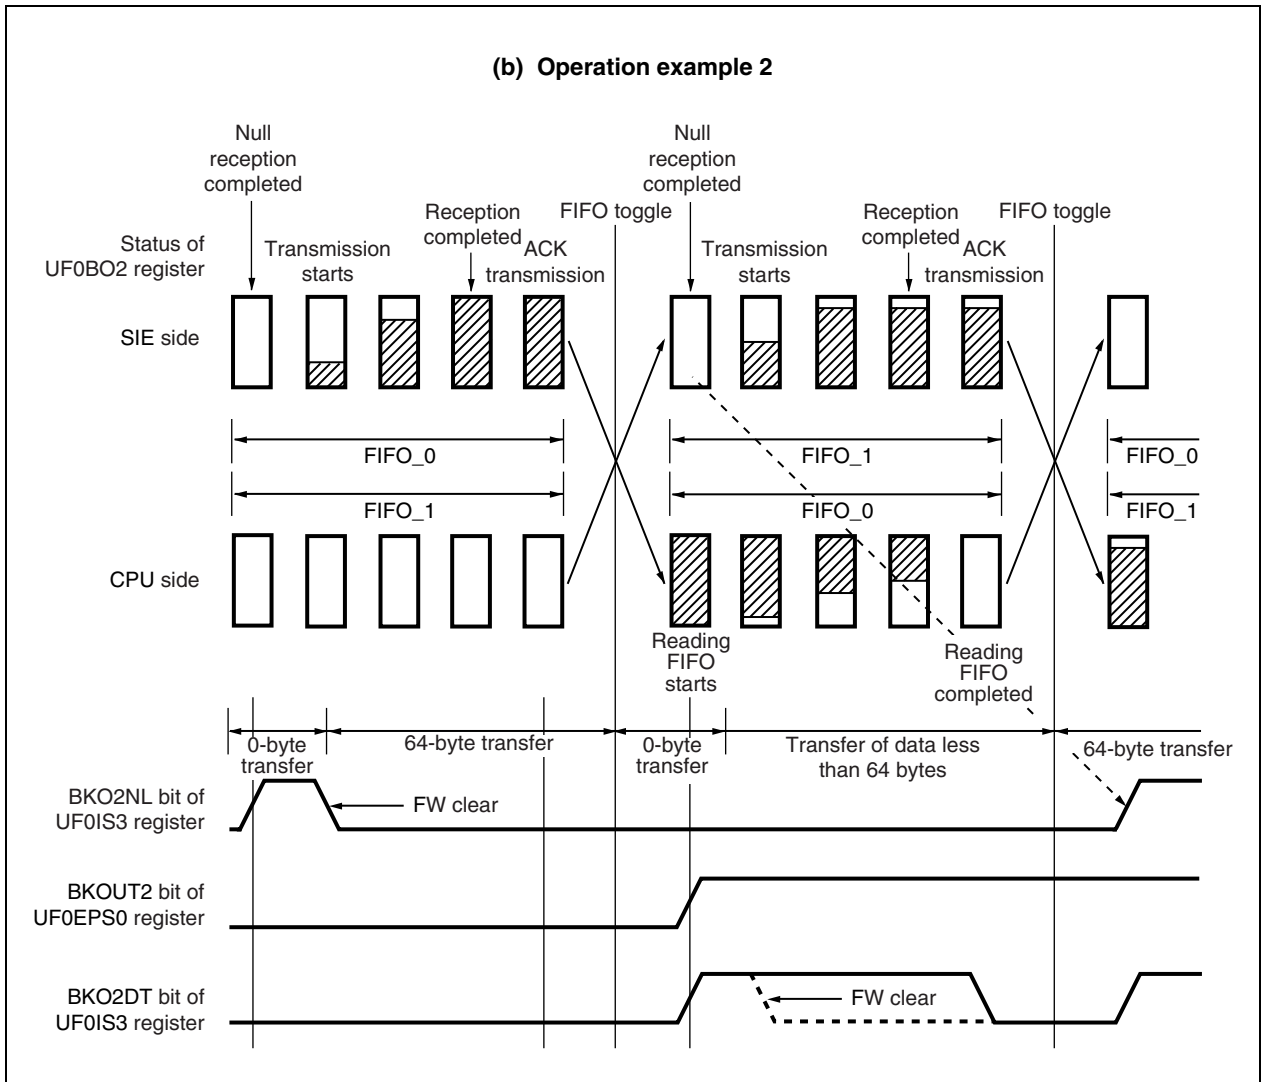 (b) Operation example 2
Null
reception
completed
Null
reception
completed
Status of
UF0BO2 register
Transmission
starts
Reception
completed
ACK
transmission
FIFO toggle
Transmission
starts
Reception
completed
ACK
transmission
FIFO toggle
SIE side
FIFO_0
FIFO_1
FIFO_0
FIFO_1
FIFO_0
FIFO_1
CPU side
Reading
FIFO
starts
Reading
FIFO
completed
0-byte
transfer
64-byte transfer
0-byte
transfer
Transfer of data less
than 64 bytes
64-byte transfer
BKO2NL bit of
UF0IS3 register
FW clear
BKOUT2 bit of
UF0EPS0 register
BKO2DT bit of
UF0IS3 register
FW clear